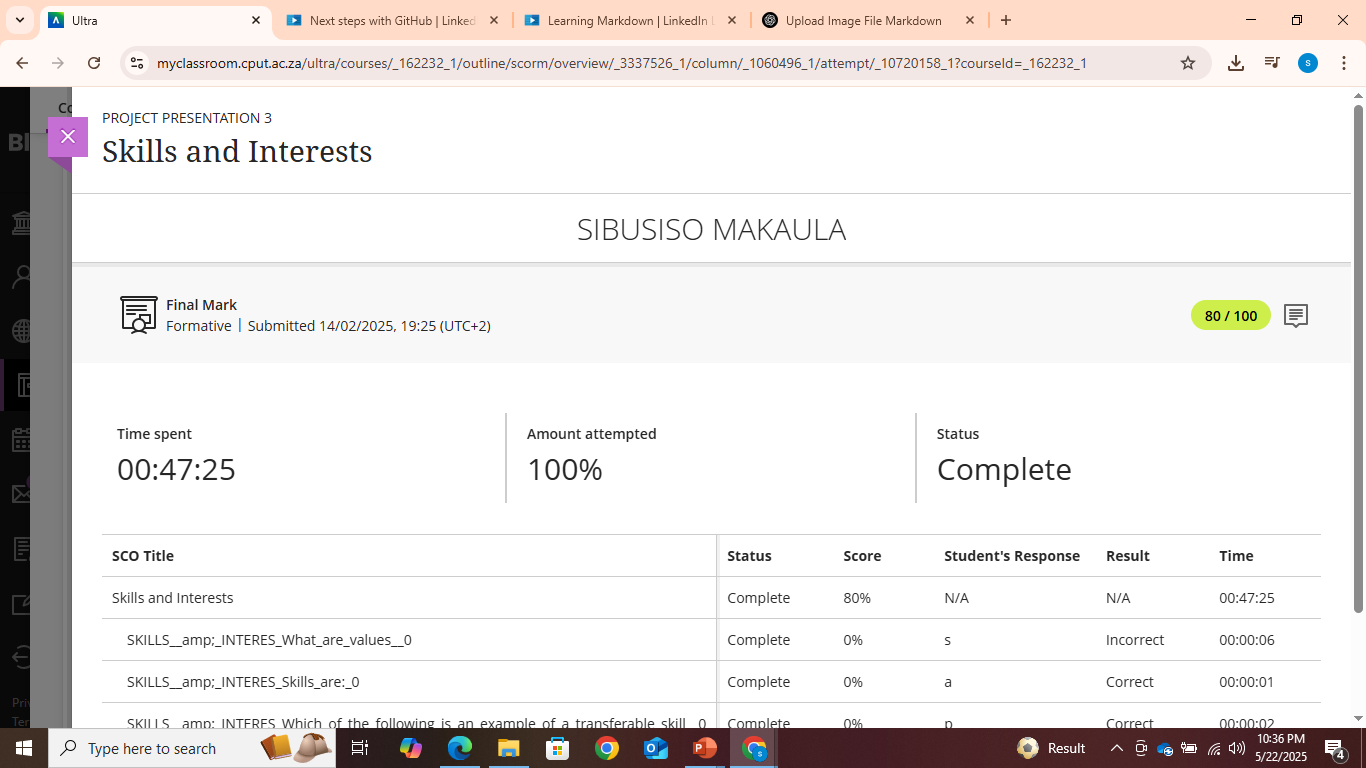 Ultra
Next steps with GitHub | Linked
Learning Markdown | LinkedIn L
Upload Image File Markdown
myclassroom.cput.ac.za/ultra/courses/_162232_1/outline/scorm/overview/_3337526_1/column/_1060496_1/attempt/_10720158_1?courseId=_162232_1
s
Co
Bl
PROJECT PRESENTATION 3
Skills and Interests
SIBUSISO MAKAULA
Final Mark
Formative | Submitted 14/02/2025, 19:25 (UTC+2)
80 / 100
Time spent
00:47:25
Amount attempted
100%
Status
Complete
SCO Title Status Score Student's Response Result Time
Skills and Interests Complete 80% N/A N/A 00:47:25
SKILLS__amp;_INTERES_What_are_values__0 Complete 0% s Incorrect 00:00:06
SKILLS__amp;_INTERES_Skills_are:_0 Complete 0% a Correct 00:00:01
SKILLS__amp;_INTERES_Which_of_the_following_is_an_example_of_a_transferable_skill__0 Complete 0% p Correct 00:00:02
Priv
Ter
Type here to search
Result
10:36 PM
5/22/2025
4